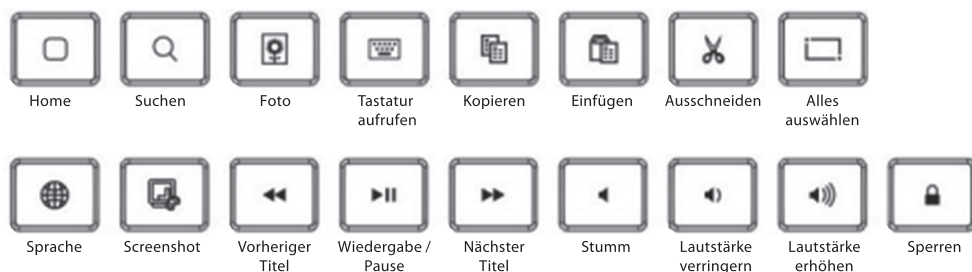 Home Suchen Foto Tastatur aufrufen Kopieren Einfügen Ausschneiden Alles auswählen
Sprache Screenshot Vorheriger Titel Wiedergabe / Pause Nächster Titel Stumm Lautstärke verringern Lautstärke erhöhen Sperren